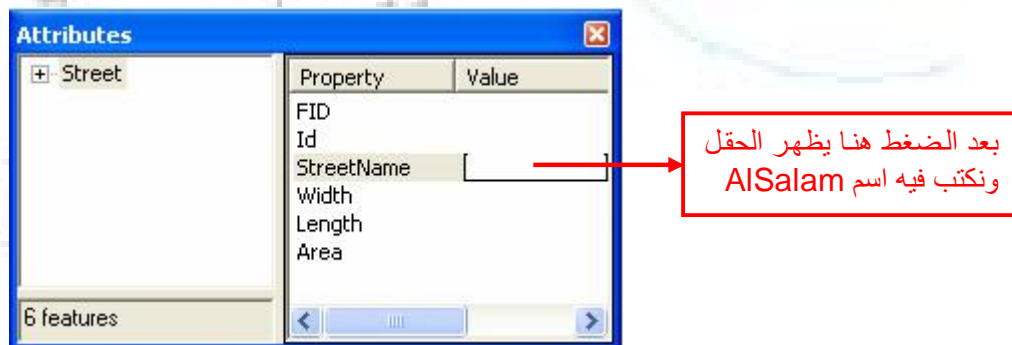 Attributes
Street
Property Value
FID
Id
StreetName
Width
Length
Area
6 features
بعد الضغط هنا يظهر الحقل
ونكتب فيه اسم AlSalam